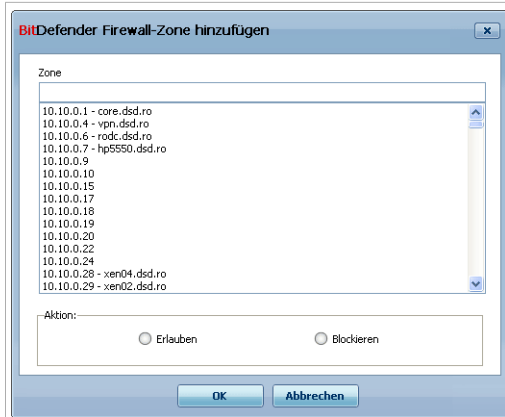 BitDefender Firewall-Zone hinzufügen
Zone
10.10.0.1 - core.dsd.ro
10.10.0.4 - vpn.dsd.ro
10.10.0.6 - rodc.dsd.ro
10.10.0.7 - hp5550.dsd.ro
10.10.0.9
10.10.0.10
10.10.0.15
10.10.0.17
10.10.0.18
10.10.0.19
10.10.0.20
10.10.0.22
10.10.0.24
10.10.0.28 - xen04.dsd.ro
10.10.0.29 - xen02.dsd.ro
Aktion:
Erlauben Blockieren
OK Abbrechen